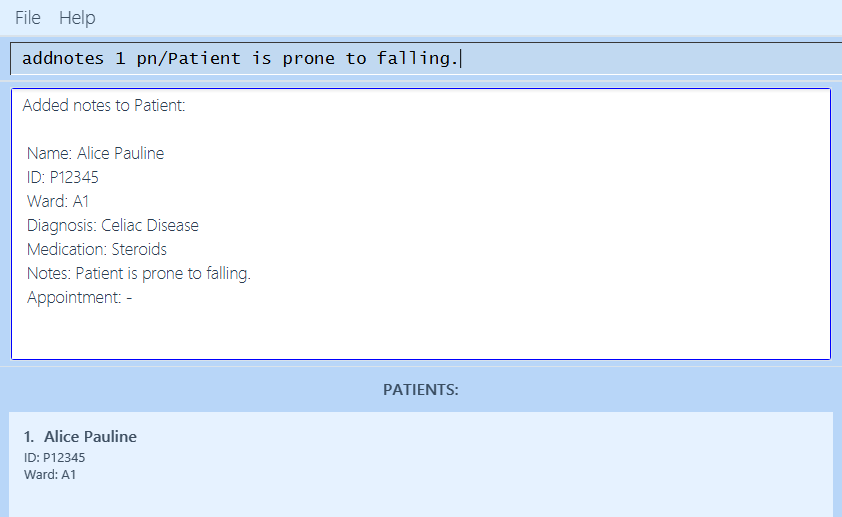 File Help
addnotes 1 pn/Patient is prone to falling.
Added notes to Patient:
Name: Alice Pauline
ID: P12345
Ward: A1
Diagnosis: Celiac Disease
Medication: Steroids
Notes: Patient is prone to falling.
Appointment: -
PATIENTS:
1. Alice Pauline
ID: P12345
Ward: A1